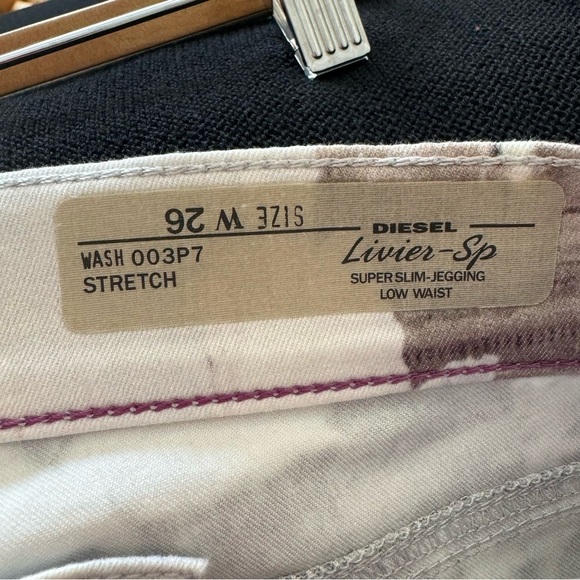 SIZE W 26
WASH 003P7
STRETCH
DIESEL
Livier-Sp
SUPER SLIM-JEGGING
LOW WAIST